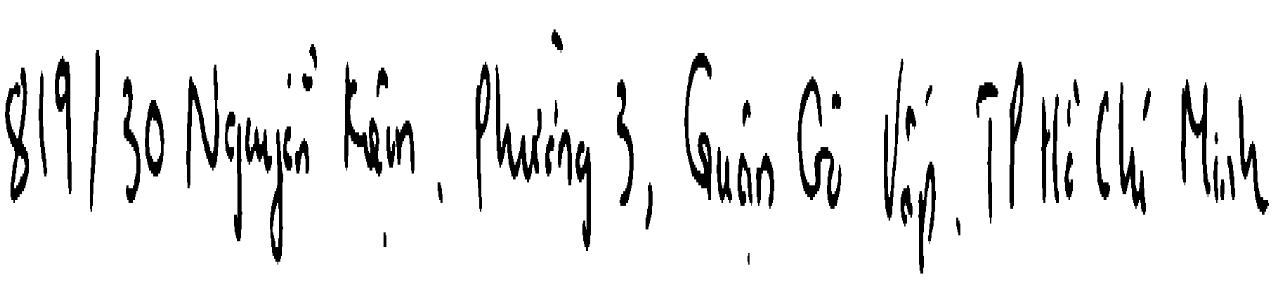 819/30 Nguyễn Kiệm, Phường 3, Quận Gò Vấp, TP Hồ Chí Minh